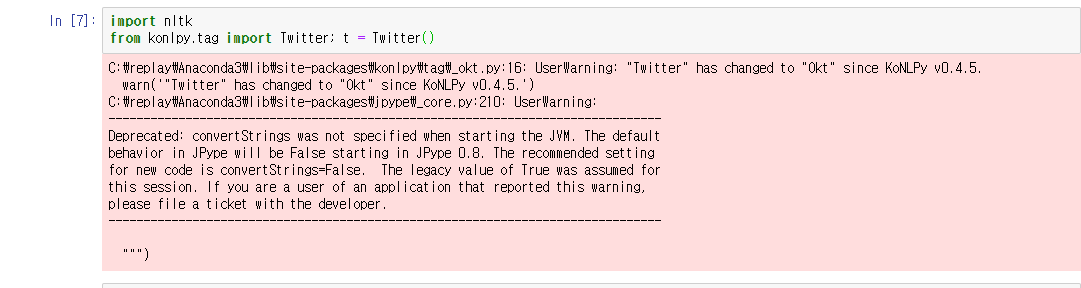 In [7]: import nltk
from konlpy.tag import Twitter; t = Twitter()
C:₩replay₩Anaconda3₩lib₩site-packages₩konlpy₩tag₩_okt.py:16: UserWarning: "Twitter" has changed to "Okt" since KoNLPy v0.4.5.
  warn('"Twitter" has changed to "Okt" since KoNLPy v0.4.5.')
C:₩replay₩Anaconda3₩lib₩site-packages₩jpype₩_core.py:210: UserWarning:
-------------------------------------------------------------------------------
Deprecated: convertStrings was not specified when starting the JVM. The default
behavior in JPype will be False starting in JPype 0.8. The recommended setting
for new code is convertStrings=False.  The legacy value of True was assumed for
this session. If you are a user of an application that reported this warning,
please file a ticket with the developer.
-------------------------------------------------------------------------------
  """)